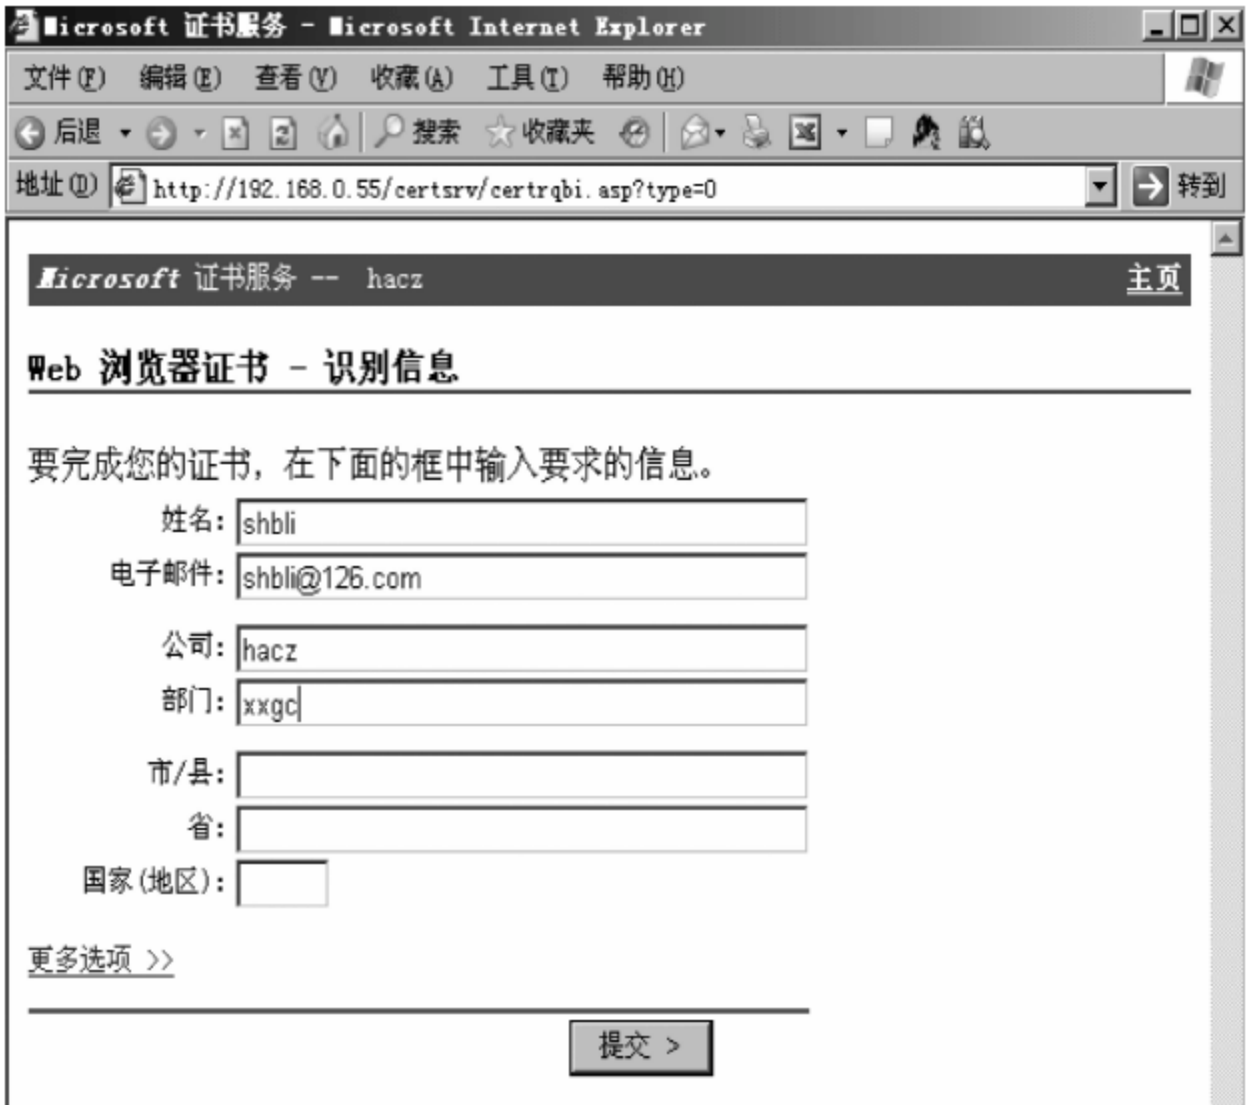 Microsoft 证书服务 - Microsoft Internet Explorer
文件(F) 编辑(E) 查看(V) 收藏(A) 工具(T) 帮助(H)
后退 搜索 收藏夹
地址(D) http://192.168.0.55/certsrv/certrqbi.asp?type=0 转到
Microsoft 证书服务 -- hacz 主页
Web 浏览器证书 - 识别信息
要完成您的证书，在下面的框中输入要求的信息。
姓名: shbli
电子邮件: shbli@126.com
公司: hacz
部门: xxgc
市/县:
省:
国家(地区):
更多选项 >>
提交 >